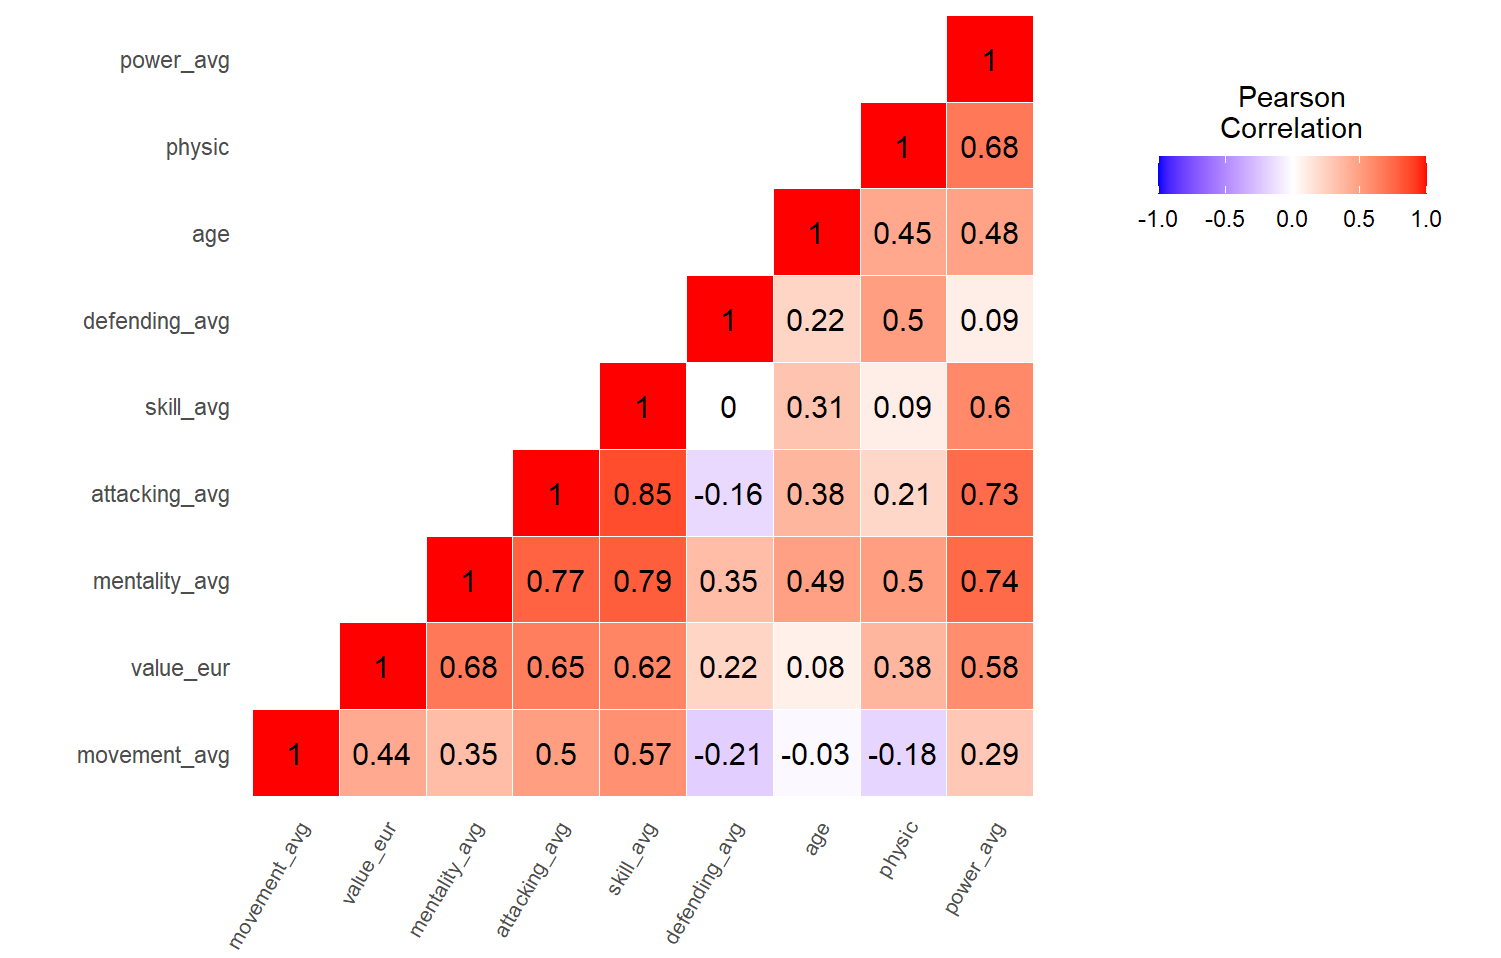 power_avg 1
physic 1 0.68
age 1 0.45 0.48
defending_avg 1 0.22 0.5 0.09
skill_avg 1 0 0.31 0.09 0.6
attacking_avg 1 0.85 -0.16 0.38 0.21 0.73
mentality_avg 1 0.77 0.79 0.35 0.49 0.5 0.74
value_eur 1 0.68 0.65 0.62 0.22 0.08 0.38 0.58
movement_avg 1 0.44 0.35 0.5 0.57 -0.21 -0.03 -0.18 0.29
movement_avg value_eur mentality_avg attacking_avg skill_avg defending_avg age physic power_avg
Pearson
Correlation
-1.0 -0.5 0.0 0.5 1.0